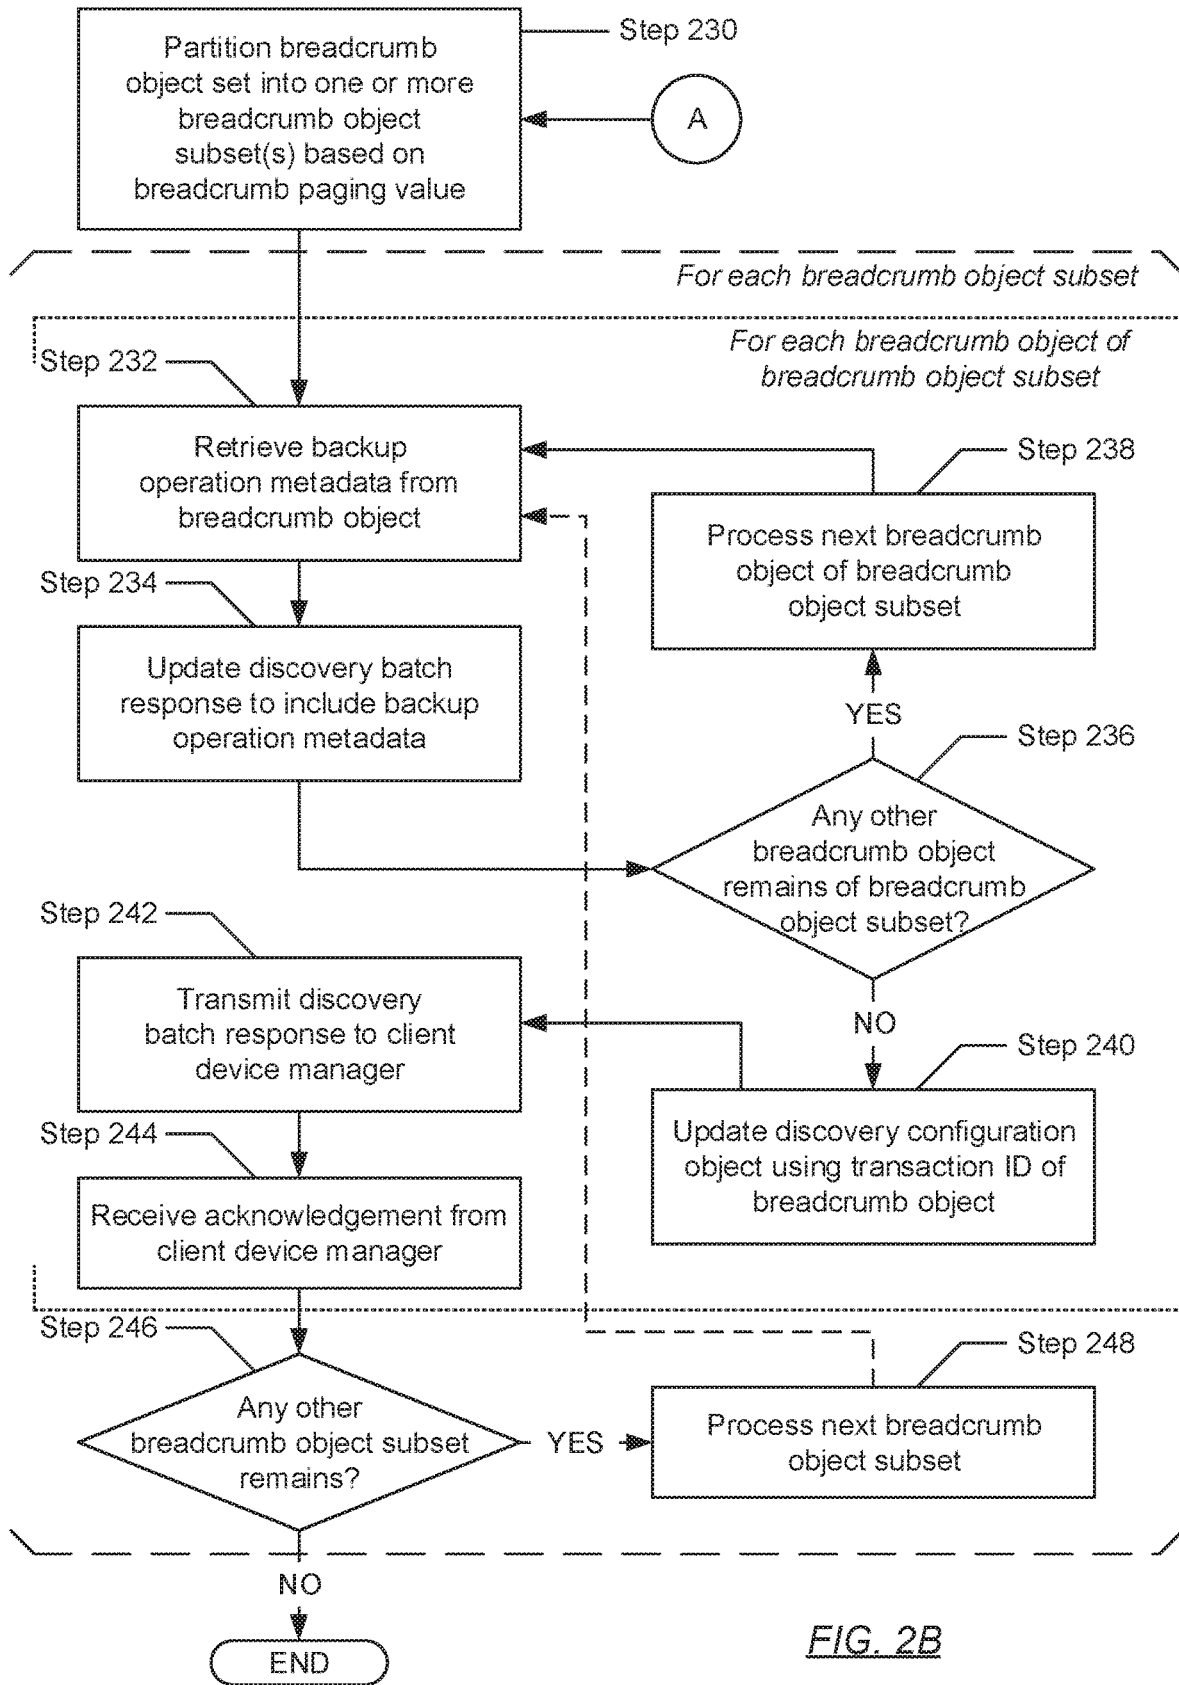 Partition breadcrumb
object set into one or more
breadcrumb object
subset(s) based on
breadcrumb paging value
Step 230
A
For each breadcrumb object subset
For each breadcrumb object of
breadcrumb object subset
Step 232
Retrieve backup
operation metadata from
breadcrumb object
Step 238
Process next breadcrumb
object of breadcrumb
object subset
Step 234
Update discovery batch
response to include backup
operation metadata
YES
Step 236
Any other
breadcrumb object
remains of breadcrumb
object subset?
Step 242
Transmit discovery
batch response to client
device manager
NO
Step 240
Update discovery configuration
object using transaction ID of
breadcrumb object
Step 244
Receive acknowledgement from
client device manager
Step 246
Any other
breadcrumb object subset
remains?
YES
Step 248
Process next breadcrumb
object subset
NO
END
FIG. 2B